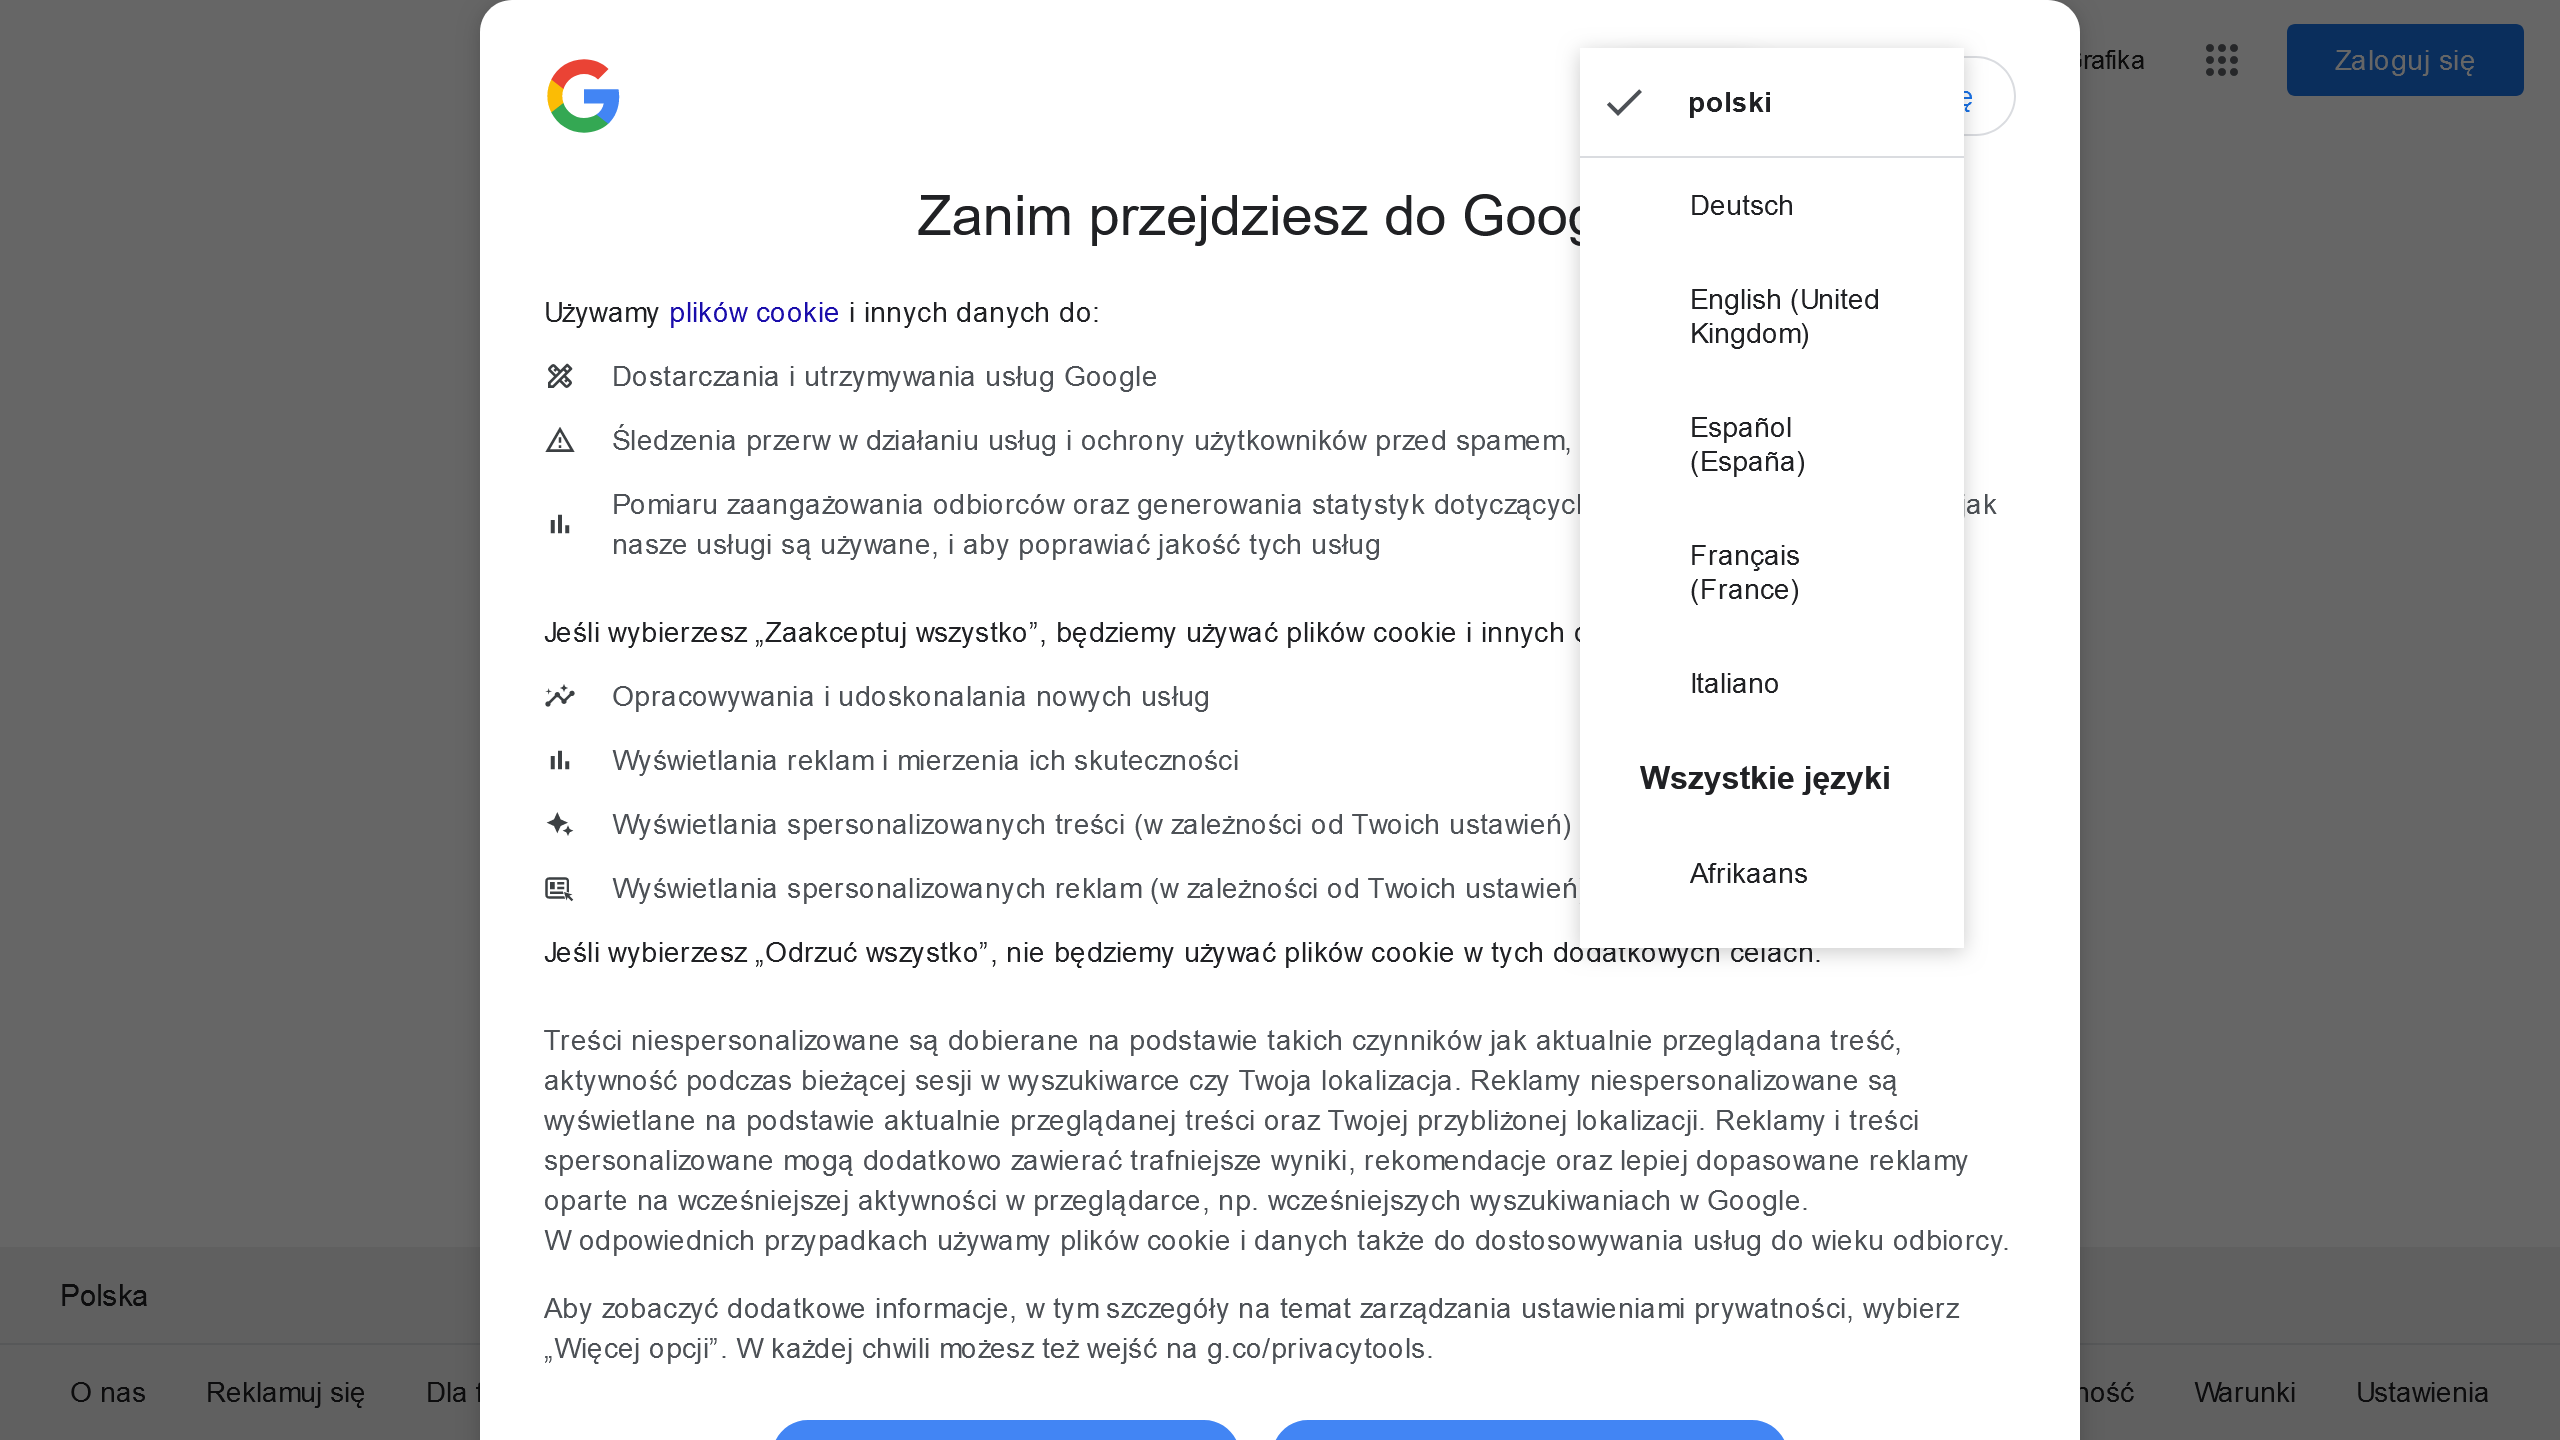 Grafika
Zaloguj się
polski
Zanim przejdziesz do Goog
Deutsch
Używamy plików cookie i innych danych do:
English (United
Kingdom)
Dostarczania i utrzymywania usług Google
Śledzenia przerw w działaniu usług i ochrony użytkowników przed spamem,
Español
(España)
Pomiaru zaangażowania odbiorców oraz generowania statystyk dotyczących jak
nasze usługi są używane, i aby poprawiać jakość tych usług
Français
(France)
Jeśli wybierzesz „Zaakceptuj wszystko”, będziemy używać plików cookie i innych
Opracowywania i udoskonalania nowych usług
Italiano
Wyświetlania reklam i mierzenia ich skuteczności
Wszystkie języki
Wyświetlania spersonalizowanych treści (w zależności od Twoich ustawień)
Wyświetlania spersonalizowanych reklam (w zależności od Twoich ustawień
Afrikaans
Jeśli wybierzesz „Odrzuć wszystko”, nie będziemy używać plików cookie w tych dodatkowych celach.
Treści niespersonalizowane są dobierane na podstawie takich czynników jak aktualnie przeglądana treść,
aktywność podczas bieżącej sesji w wyszukiwarce czy Twoja lokalizacja. Reklamy niespersonalizowane są
wyświetlane na podstawie aktualnie przeglądanej treści oraz Twojej przybliżonej lokalizacji. Reklamy i treści
spersonalizowane mogą dodatkowo zawierać trafniejsze wyniki, rekomendacje oraz lepiej dopasowane reklamy
oparte na wcześniejszej aktywności w przeglądarce, np. wcześniejszych wyszukiwaniach w Google.
W odpowiednich przypadkach używamy plików cookie i danych także do dostosowywania usług do wieku odbiorcy.
Aby zobaczyć dodatkowe informacje, w tym szczegóły na temat zarządzania ustawieniami prywatności, wybierz
„Więcej opcji”. W każdej chwili możesz też wejść na g.co/privacytools.
Polska
O nas
Reklamuj się
Dla
ność
Warunki
Ustawienia